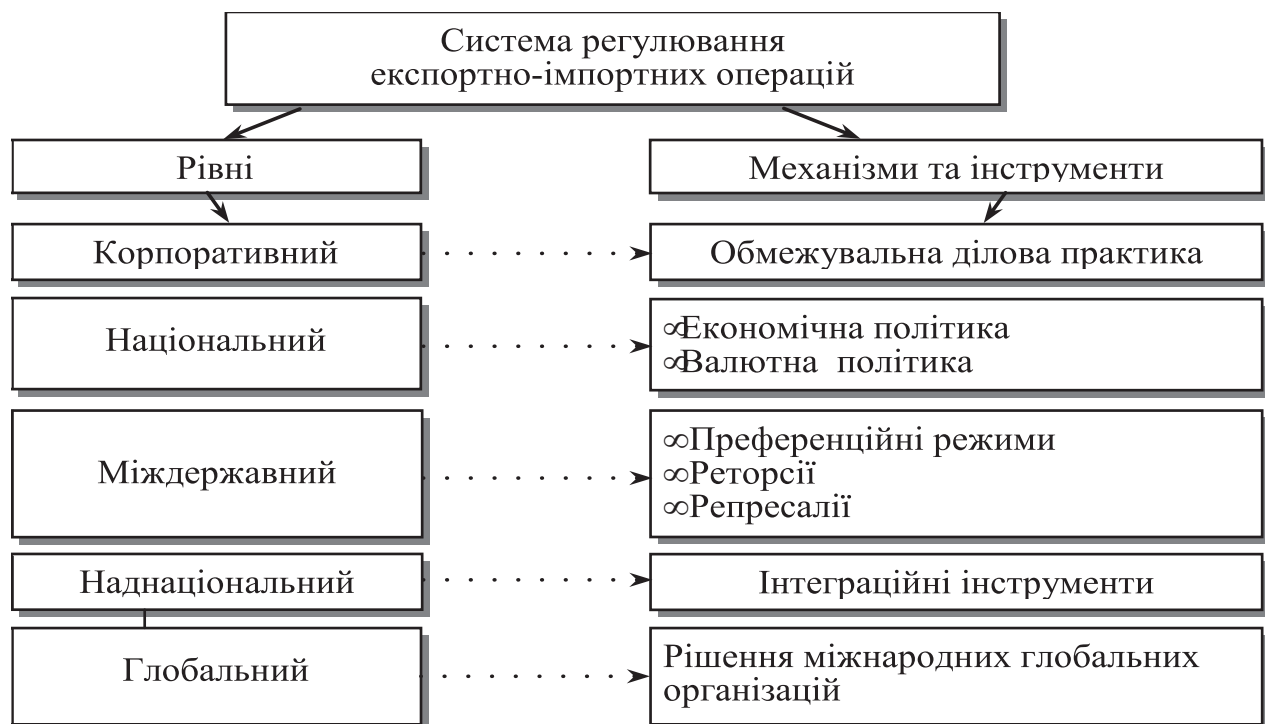 Система регулювання
експортно-імпортних операцій
Рівні
Механізми та інструменти
Корпоративний
Обмежувальна ділова практика
Національний
∞Економічна політика
∞Валютна політика
Міждержавний
∞Преференційні режими
∞Реторсії
∞Репресалії
Наднаціональний
Інтеграційні інструменти
Глобальний
Рішення міжнародних глобальних
організацій